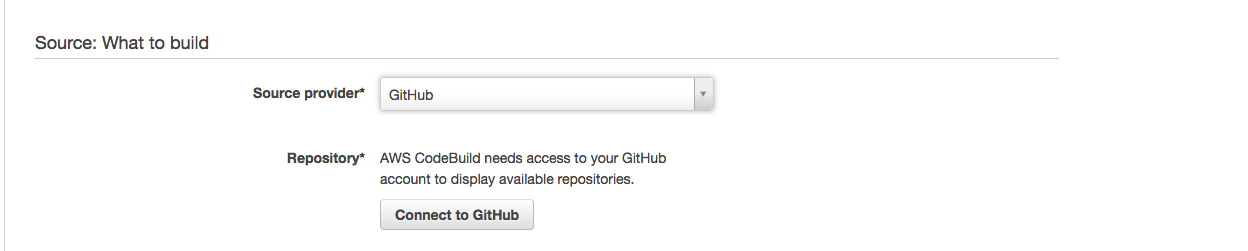 Source: What to build
Source provider* GitHub
Repository* AWS CodeBuild needs access to your GitHub
account to display available repositories.
Connect to GitHub